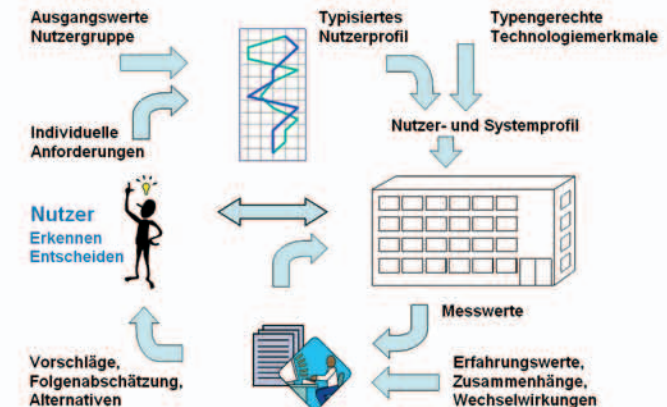 Ausgangswerte
Nutzergruppe
Typisiertes
Nutzerprofil
Typengerechte
Technologiemerkmale
Individuelle
Anforderungen
Nutzer- und Systemprofil
Nutzer
Erkennen
Entscheiden
Messwerte
Vorschläge,
Folgenabschätzung,
Alternativen
Erfahrungswerte,
Zusammenhänge,
Wechselwirkungen